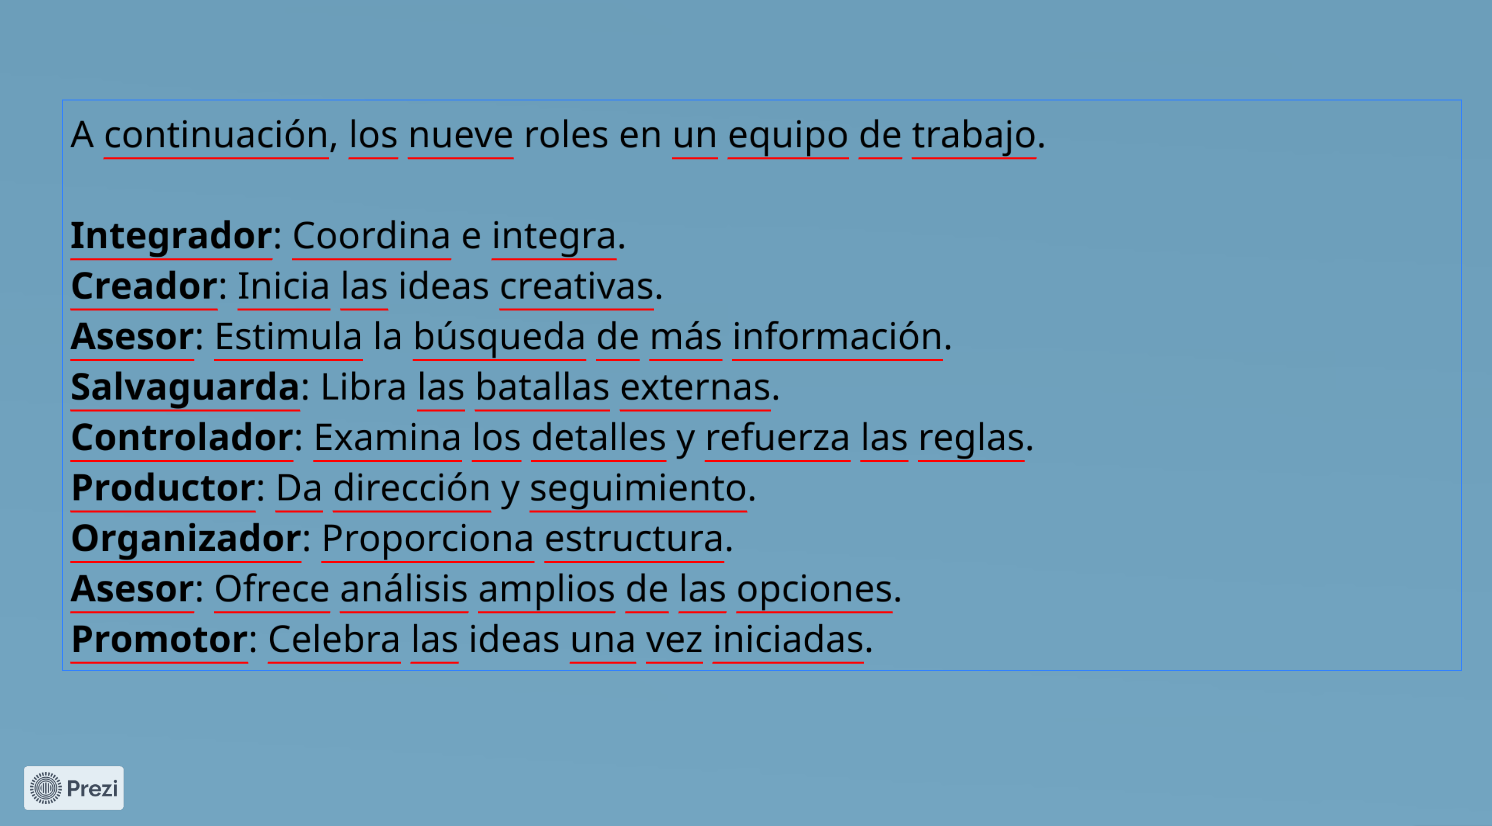 A continuación, los nueve roles en un equipo de trabajo.
Integrador: Coordina e integra.
Creador: Inicia las ideas creativas.
Asesor: Estimula la búsqueda de más información.
Salvaguarda: Libra las batallas externas.
Controlador: Examina los detalles y refuerza las reglas.
Productor: Da dirección y seguimiento.
Organizador: Proporciona estructura.
Asesor: Ofrece análisis amplios de las opciones.
Promotor: Celebra las ideas una vez iniciadas.
Prezi